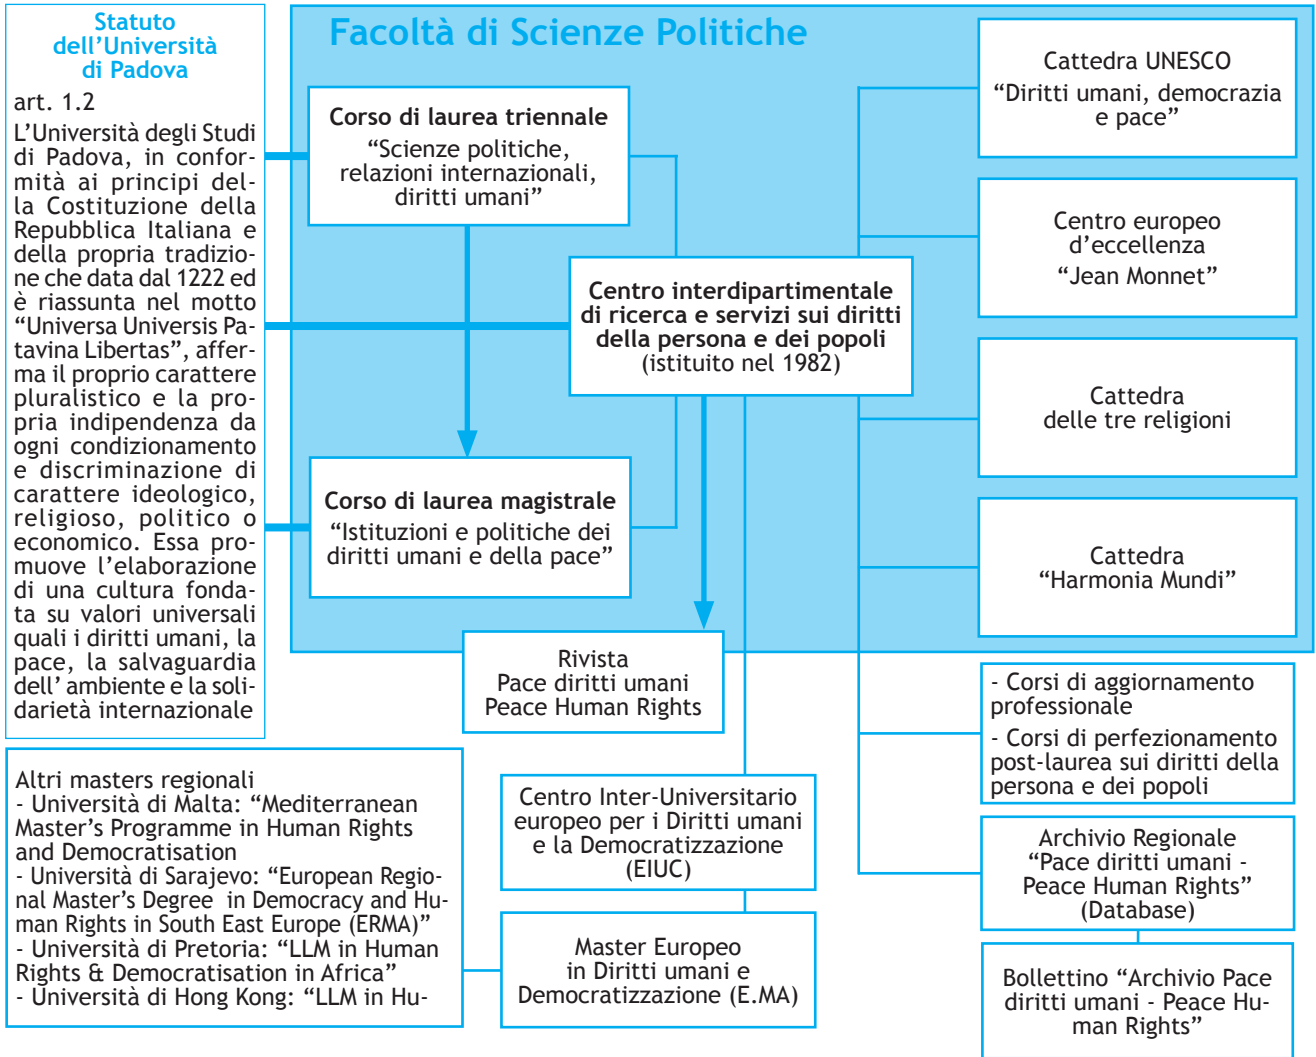 Statuto
dell’Università
di Padova
art. 1.2
L’Università degli Studi
di Padova, in confor-
mità ai principi del-
la Costituzione della
Repubblica Italiana e
della propria tradizio-
ne che data dal 1222 ed
è riassunta nel motto
“Universa Universis Pa-
tavina Libertas”, affer-
ma il proprio carattere
pluralistico e la pro-
pria indipendenza da
ogni condizionamento
e discriminazione di
carattere ideologico,
religioso, politico o
economico. Essa pro-
muove l’elaborazione
di una cultura fonda-
ta su valori universali
quali i diritti umani, la
pace, la salvaguardia
dell’ ambiente e la soli-
darietà internazionale
Facoltà di Scienze Politiche
Corso di laurea triennale
“Scienze politiche,
relazioni internazionali,
diritti umani”
Centro interdipartimentale
di ricerca e servizi sui diritti
della persona e dei popoli
(istituito nel 1982)
Corso di laurea magistrale
“Istituzioni e politiche dei
diritti umani e della pace”
Cattedra UNESCO
“Diritti umani, democrazia
e pace”
Centro europeo
d’eccellenza
“Jean Monnet”
Cattedra
delle tre religioni
Cattedra
“Harmonia Mundi”
Rivista
Pace diritti umani
Peace Human Rights
- Corsi di aggiornamento
professionale
- Corsi di perfezionamento
post-laurea sui diritti della
persona e dei popoli
Altri masters regionali
- Università di Malta: “Mediterranean
Master’s Programme in Human Rights
and Democratisation
- Università di Sarajevo: “European Regio-
nal Master’s Degree in Democracy and Hu-
man Rights in South East Europe (ERMA)”
- Università di Pretoria: “LLM in Human
Rights & Democratisation in Africa”
- Università di Hong Kong: “LLM in Hu-
Centro Inter-Universitario
europeo per i Diritti umani
e la Democratizzazione
(EIUC)
Master Europeo
in Diritti umani e
Democratizzazione (E.MA)
Archivio Regionale
“Pace diritti umani -
Peace Human Rights”
(Database)
Bollettino “Archivio Pace
diritti umani - Peace Hu-
man Rights”